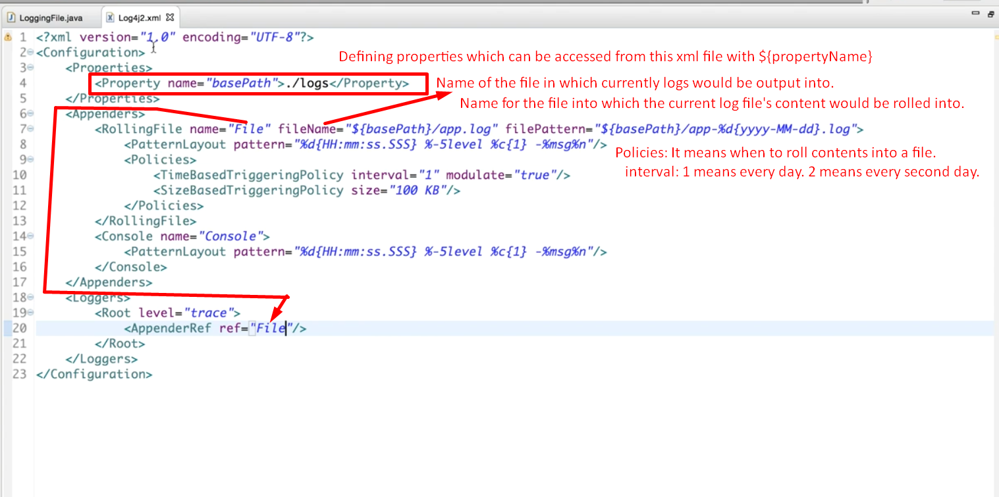 LoggingFile.java Log4j2.xml
1 <?xml version="1.0" encoding="UTF-8"?>
2 <Configuration>
Defining properties which can be accessed from this xml file with ${propertyName}
3 <Properties>
4 <Property name="basePath">./logs</Property>
Name of the file in which currently logs would be output into.
5 </Properties>
Name for the file into which the current log file's content would be rolled into.
6 <Appenders>
7 <RollingFile name="File" fileName="${basePath}/app.log" filePattern="${basePath}/app-%d{yyyy-MM-dd}.log">
8 <PatternLayout pattern="%d{HH:mm:ss.SSS} %-5level %c{1} -%msg%n"/>
Policies: It means when to roll contents into a file.
9 <Policies>
interval: 1 means every day. 2 means every second day.
10 <TimeBasedTriggeringPolicy interval="1" modulate="true"/>
11 <SizeBasedTriggeringPolicy size="100 KB"/>
12 </Policies>
13 </RollingFile>
14 <Console name="Console">
15 <PatternLayout pattern="%d{HH:mm:ss.SSS} %-5level %c{1} -%msg%n"/>
16 </Console>
17 </Appenders>
18 <Loggers>
19 <Root level="trace">
20 <AppenderRef ref="File"/>
21 </Root>
22 </Loggers>
23 </Configuration>